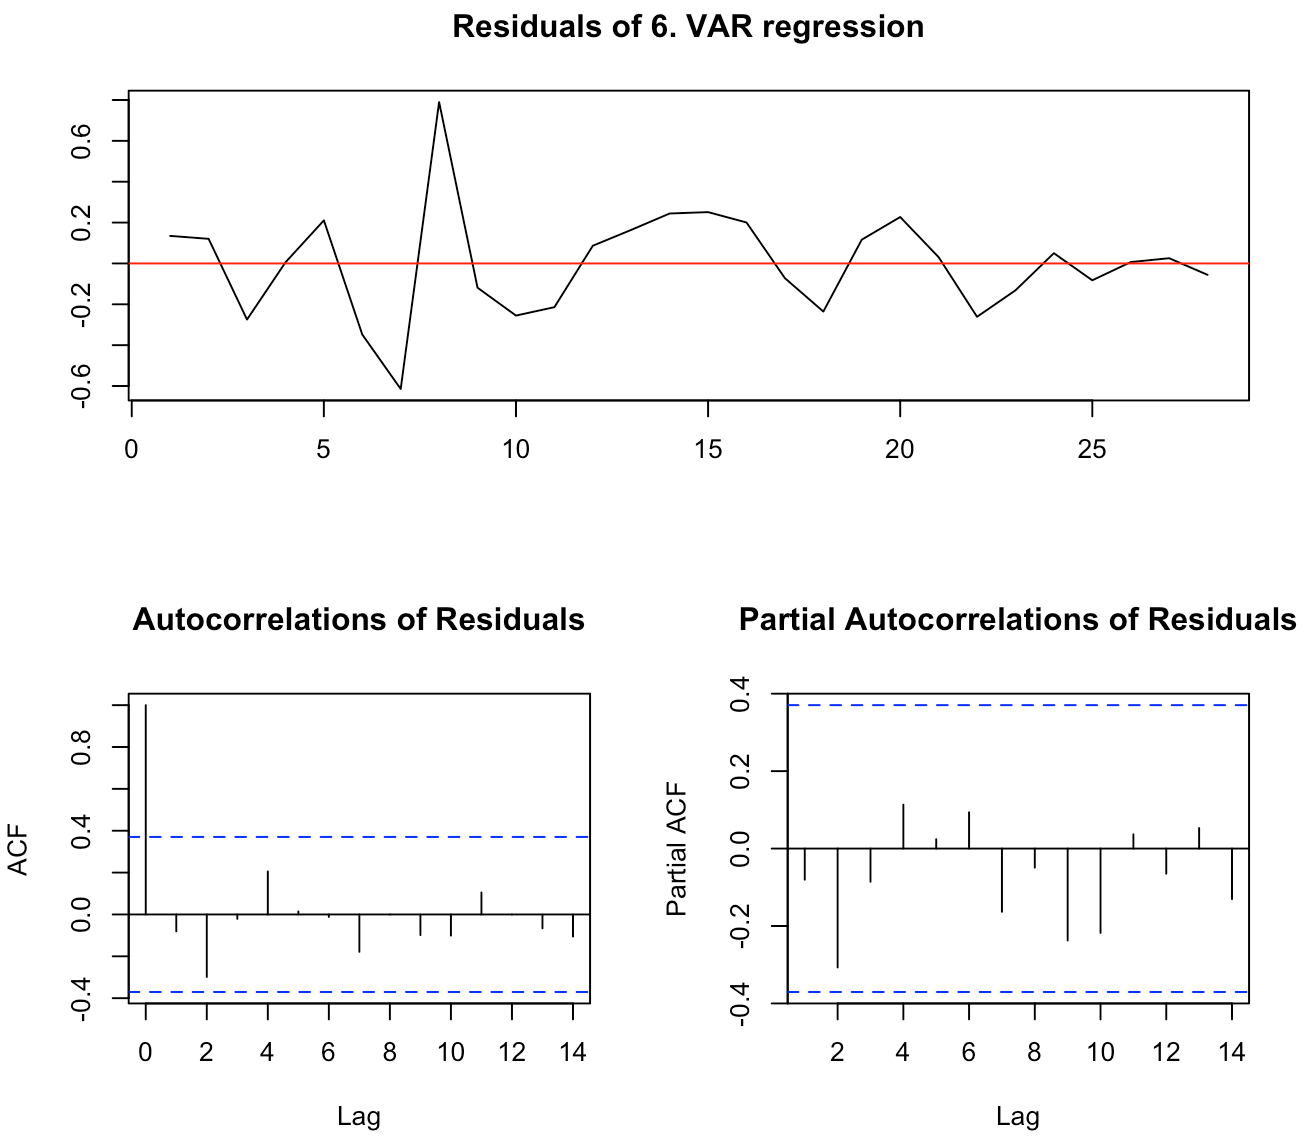 Residuals of 6. VAR regression
0.6
0.2
-0.2
-0.6
0 5 10 15 20 25
Autocorrelations of Residuals
ACF
0.8
0.4
0.0
-0.4
0 2 4 6 8 10 12 14
Lag
Partial Autocorrelations of Residuals
Partial ACF
0.4
0.2
0.0
-0.2
-0.4
2 4 6 8 10 12 14
Lag